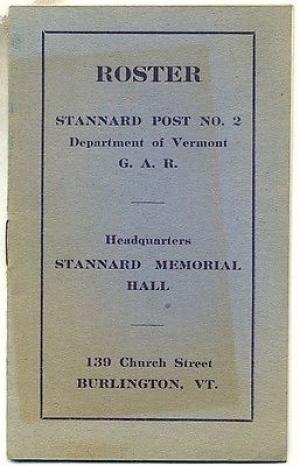 ROSTER
STANNARD POST NO. 2
Department of Vermont
G. A. R.
Headquarters
STANNARD MEMORIAL
HALL
139 Church Street
BURLINGTON, VT.